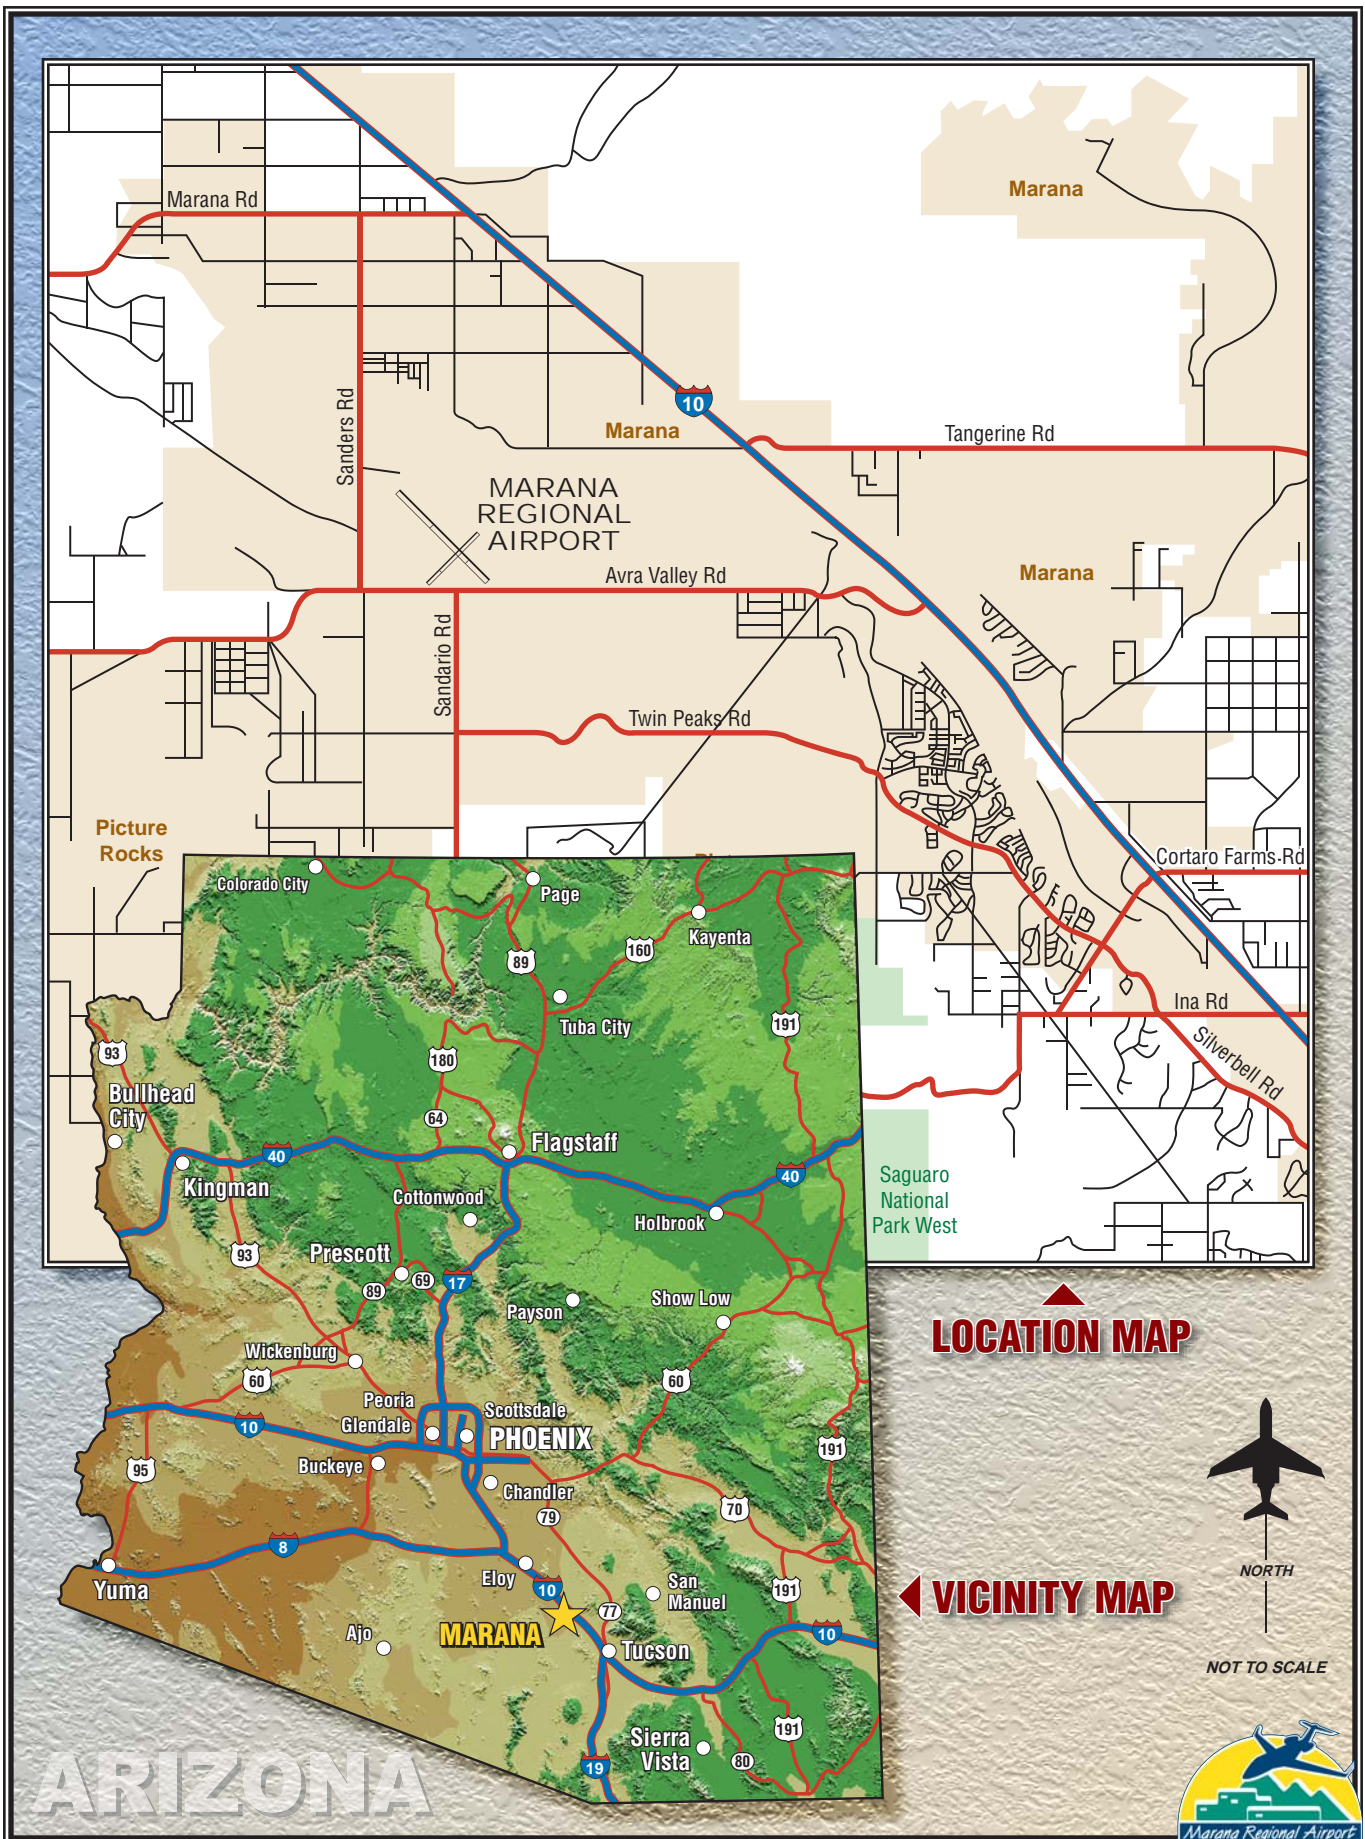 Marana Rd
Marana
Sanders Rd
10
Marana
Tangerine Rd
MARANA
REGIONAL
AIRPORT
Avra Valley Rd
Marana
Sandario Rd
Twin Peaks Rd
Picture
Rocks
Cortaro Farms Rd
Ina Rd
Silverbell Rd
Saguaro
National
Park West
Colorado City
Page
Kayenta
160
89
Tuba City
191
93
180
Bullhead
City
64
Flagstaff
40
40
Kingman
Cottonwood
Holbrook
93
Prescott
69
17
89
Payson
Show Low
LOCATION MAP
Wickenburg
60
60
Peoria
Scottsdale
Glendale
PHOENIX
10
191
Buckeye
95
Chandler
70
79
8
Eloy
10
San
Manuel
191
Yuma
77
MARANA
10
Ajo
Tucson
VICINITY MAP
NORTH
NOT TO SCALE
191
Sierra
Vista
80
19
ARIZONA
Marana Regional Airport